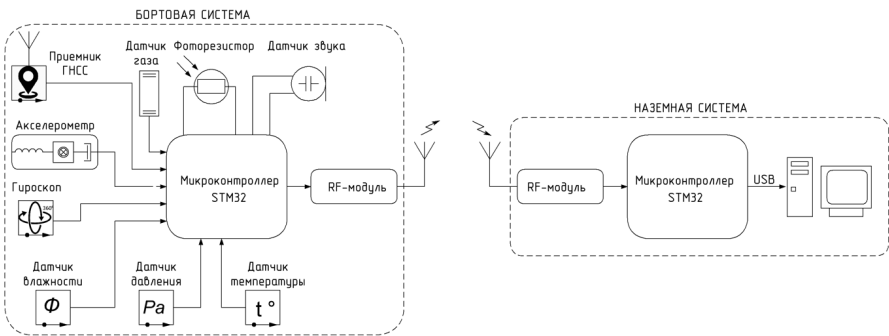 БОРТОВАЯ СИСТЕМА
Приемник
ГНСС
Датчик
газа
Фоторезистор
Датчик звука
Акселерометр
Гироскоп
360°
Микроконтроллер
STM32
RF-модуль
Датчик
влажности
Φ
Датчик
давления
Pa
Датчик
температуры
t °
НАЗЕМНАЯ СИСТЕМА
RF-модуль
Микроконтроллер
STM32
USB